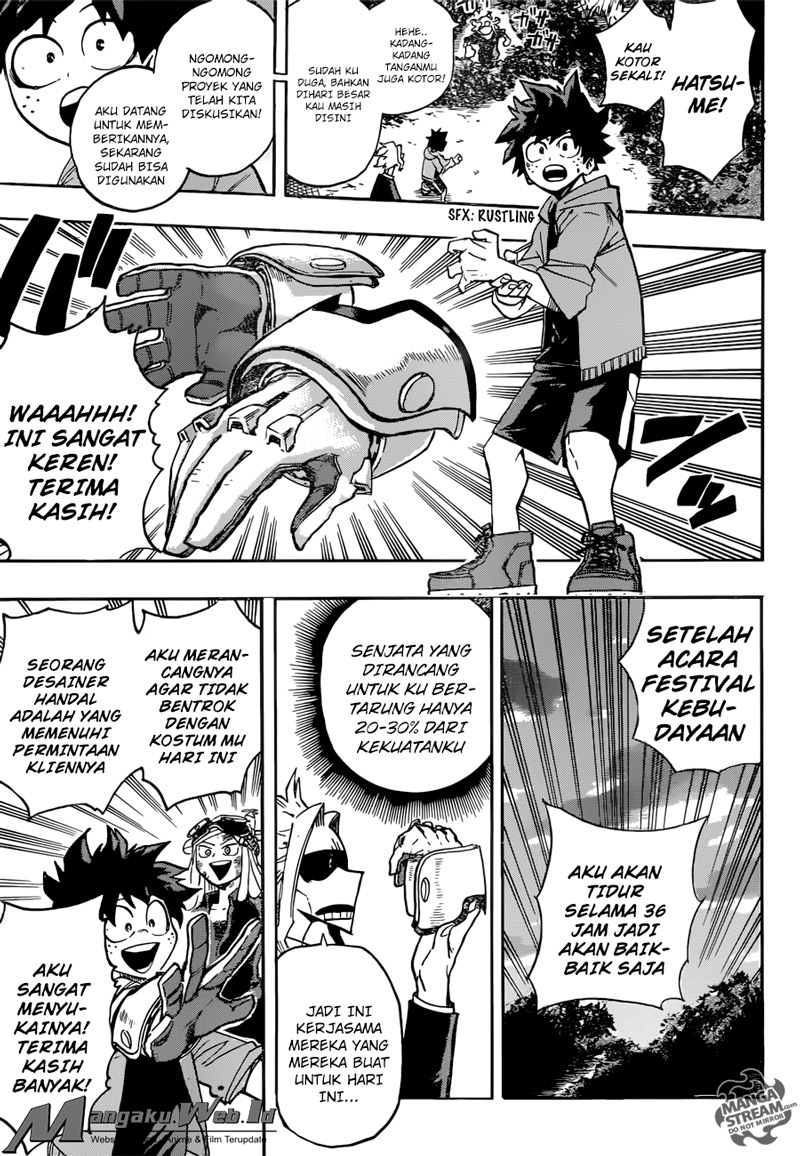 HATSU-
ME!
KAU
KOTOR
SEKALI!
HEHE..
KADANG-
KADANG
TANGANMU
JUGA KOTOR!
SUDAH KU
DUGA, BAHKAN
DIHARI BESAR
KAU MASIH
DISINI
NGOMONG-
NGOMONG
PROYEK YANG
TELAH KITA
DISKUSIKAN!
AKU DATANG
UNTUK MEM-
BERIKANNYA,
SEKARANG
SUDAH BISA
DIGUNAKAN
SFX: RUSTLING
WAAAHHH!
INI SANGAT
KEREN!
TERIMA
KASIH!
SETELAH
ACARA
FESTIVAL
KEBU-
DAYAAN
AKU AKAN
TIDUR
SELAMA 36
JAM JADI
AKAN BAIK-
BAIK SAJA
SENJATA YANG
DIRANCANG
UNTUK KU BER-
TARUNG HANYA
20-30% DARI
KEKUATANKU
JADI INI
KERJASAMA
MEREKA YANG
MEREKA BUAT
UNTUK HARI
INI...
AKU MERAN-
CANGNYA
AGAR TIDAK
BENTROK
DENGAN
KOSTUM MU
HARI INI
SEORANG
DESAINER
HANDAL
ADALAH YANG
MEMENUHI
PERMINTAAN
KLIENNYA
AKU
SANGAT
MENYU-
KAINYA!
TERIMA
KASIH
BANYAK!
Mangaku.Web.Id
Anime & Film Terupdate
MANGA
STREAM.COM
DO NOT MIRROR!